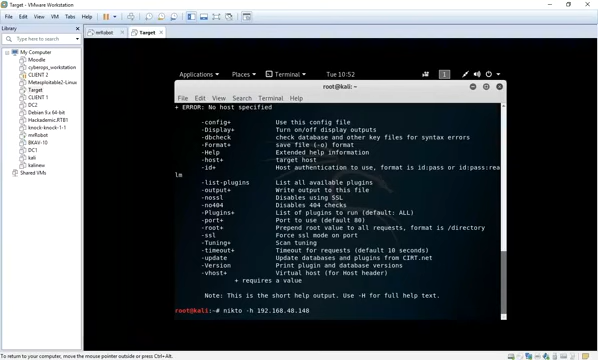 Target - VMware Workstation
File Edit View VM Tabs Help
Library
Type here to search
My Computer
Moodle
cyberops_workstation
CLIENT 2
Metasploitable2-Linux
Target
CLIENT 1
DC2
Debian 9.x 64-bit
Hackademic.RTB1
knock-knock-1-1
mrRobot
BKAV-10
DC1
kali
kalinew
Shared VMs
mrRobot Target
Applications Places Terminal Tue 10:52 1
root@kali: ~
File Edit View Search Terminal Help
+ ERROR: No host specified
-config+ Use this config file
-Display+ Turn on/off display outputs
-dbcheck check database and other key files for syntax errors
-Format+ save file (-o) format
-Help Extended help information
-host+ target host
-id+ Host authentication to use, format is id:pass or id:pass:rea
lm
-list-plugins List all available plugins
-output+ Write output to this file
-nossl Disables using SSL
-no404 Disables 404 checks
-Plugins+ List of plugins to run (default: ALL)
-port+ Port to use (default 80)
-root+ Prepend root value to all requests, format is /directory
-ssl Force ssl mode on port
-Tuning+ Scan tuning
-timeout+ Timeout for requests (default 10 seconds)
-update Update databases and plugins from CIRT.net
-Version Print plugin and database versions
-vhost+ Virtual host (for Host header)
+ requires a value
Note: This is the short help output. Use -H for full help text.
root@kali:~# nikto -h 192.168.48.148
To return to your computer, move the mouse pointer outside or press Ctrl+Alt.